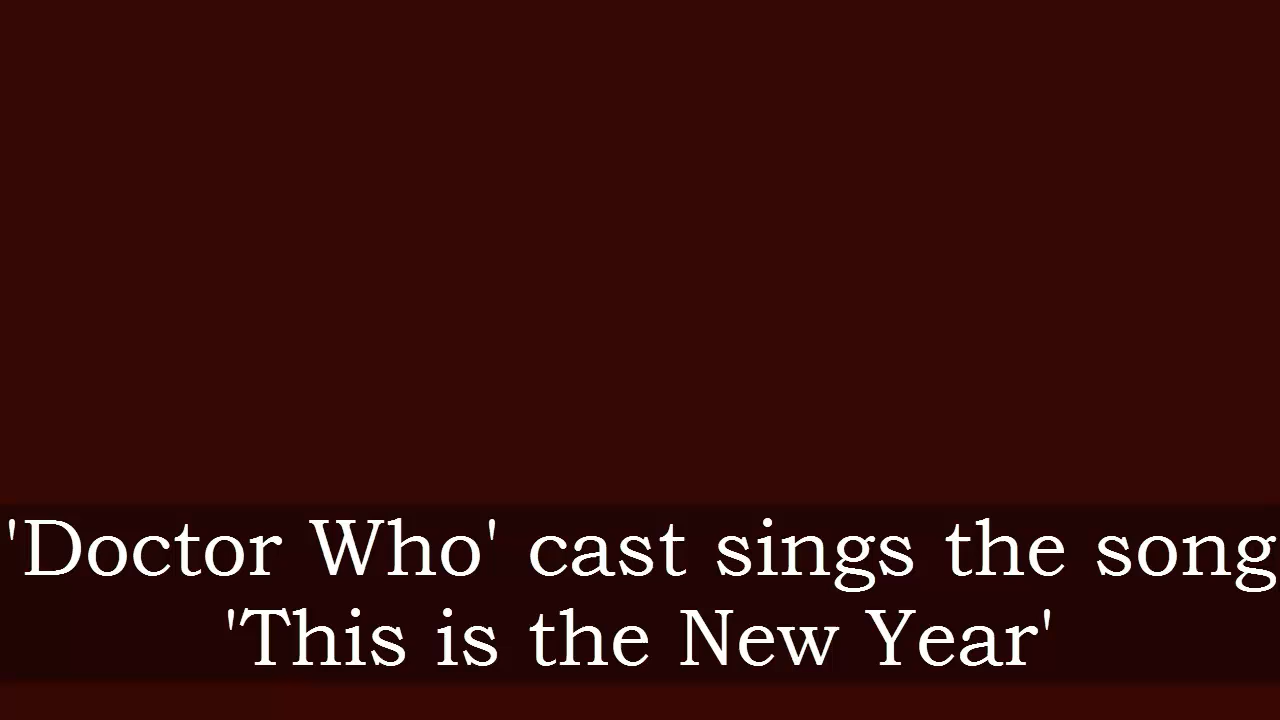 'Doctor Who' cast sings the song
'This is the New Year'